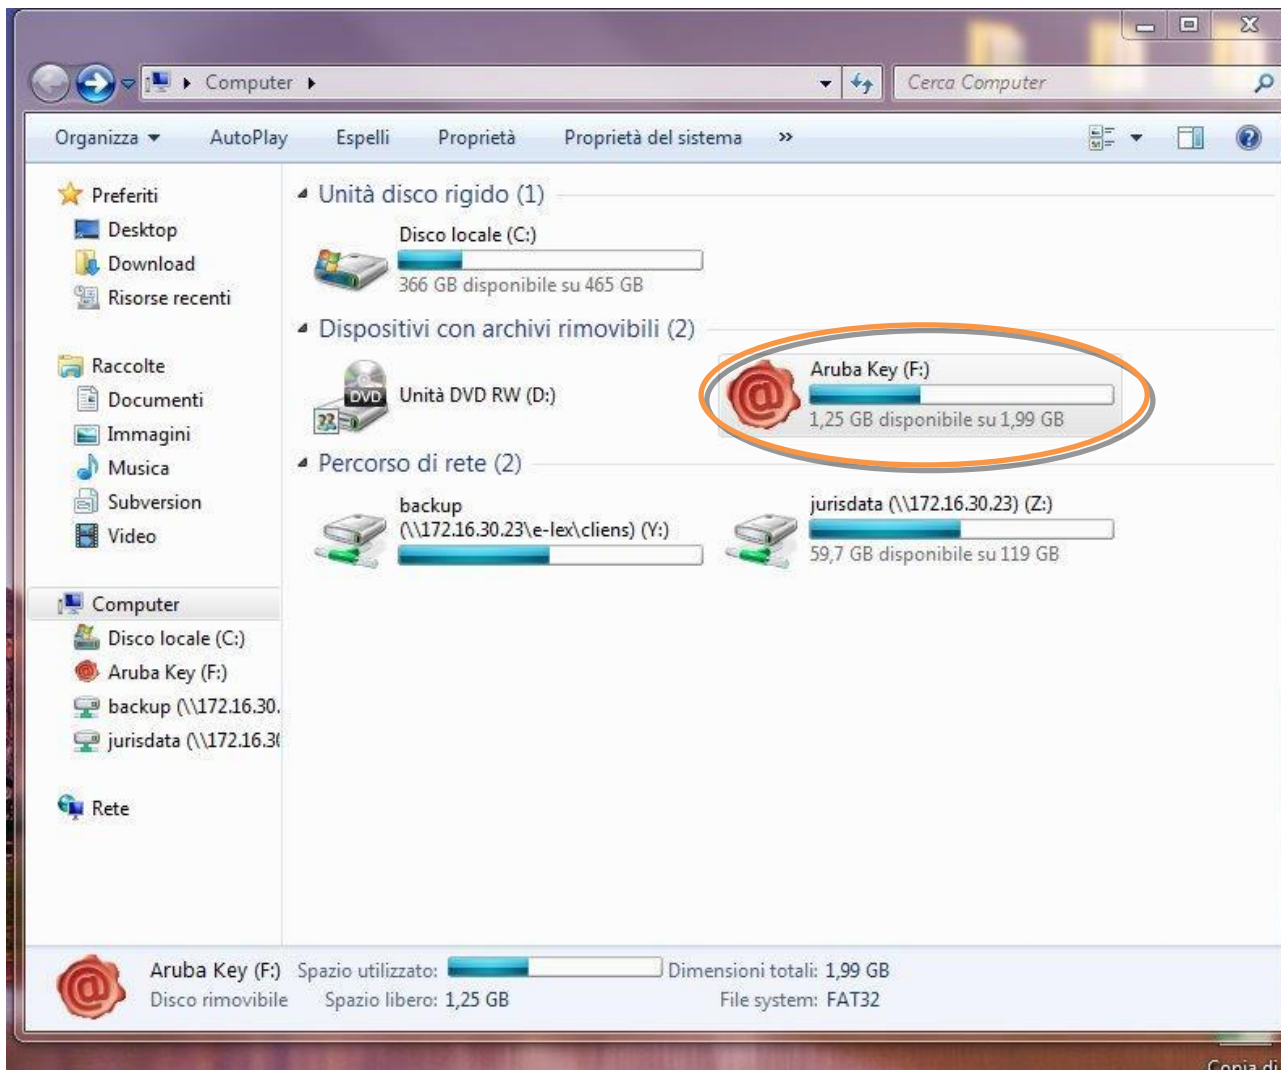 Computer
Cerca Computer
Organizza
AutoPlay
Espelli
Proprietà
Proprietà del sistema
»
Preferiti
Desktop
Download
Risorse recenti
Raccolte
Documenti
Immagini
Musica
Subversion
Video
Computer
Disco locale (C:)
Aruba Key (F:)
backup (\\172.16.30.
jurisdata (\\172.16.30
Rete
Unità disco rigido (1)
Disco locale (C:)
366 GB disponibile su 465 GB
Dispositivi con archivi rimovibili (2)
DVD
Unità DVD RW (D:)
Aruba Key (F:)
1,25 GB disponibile su 1,99 GB
Percorso di rete (2)
backup
(\\172.16.30.23\e-lex\cliens) (Y:)
jurisdata (\\172.16.30.23) (Z:)
59,7 GB disponibile su 119 GB
Aruba Key (F:) Spazio utilizzato: Dimensioni totali: 1,99 GB
Disco rimovibile Spazio libero: 1,25 GB File system: FAT32
Copia di